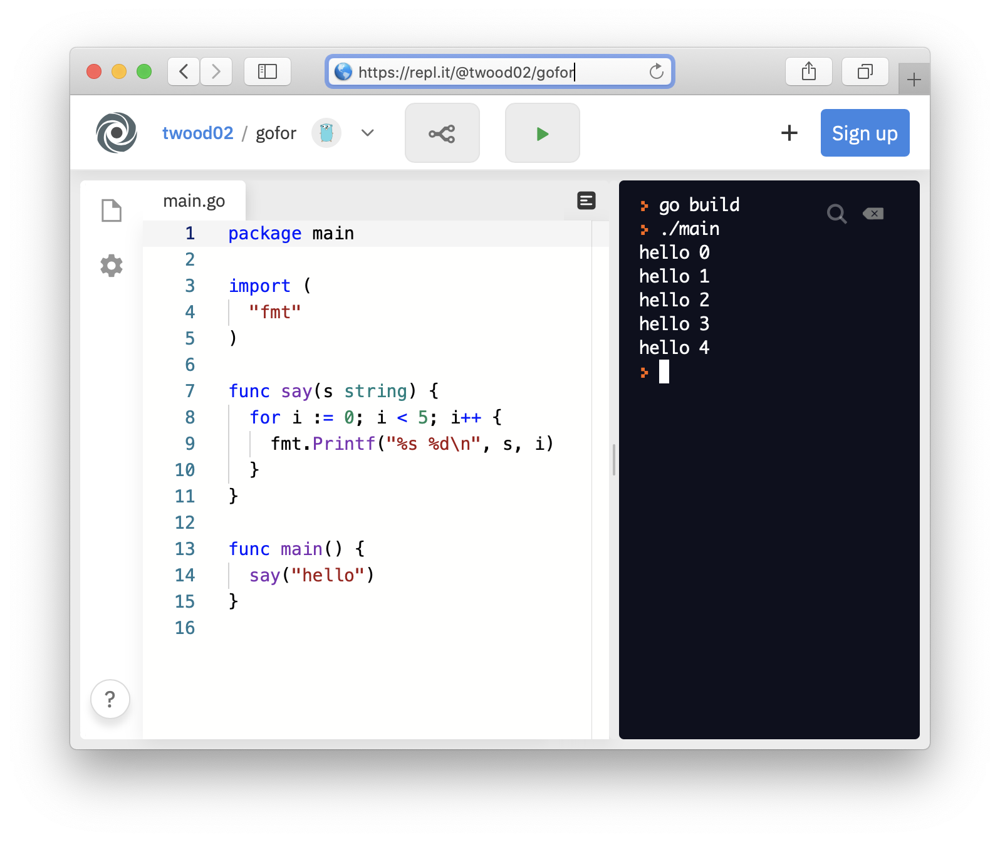 https://repl.it/@twood02/gofor
twood02 / gofor
Sign up
main.go
1 package main
2
3 import (
4 "fmt"
5 )
6
7 func say(s string) {
8 for i := 0; i < 5; i++ {
9 fmt.Printf("%s %d\n", s, i)
10 }
11 }
12
13 func main() {
14 say("hello")
15 }
16
?
go build
./main
hello 0
hello 1
hello 2
hello 3
hello 4